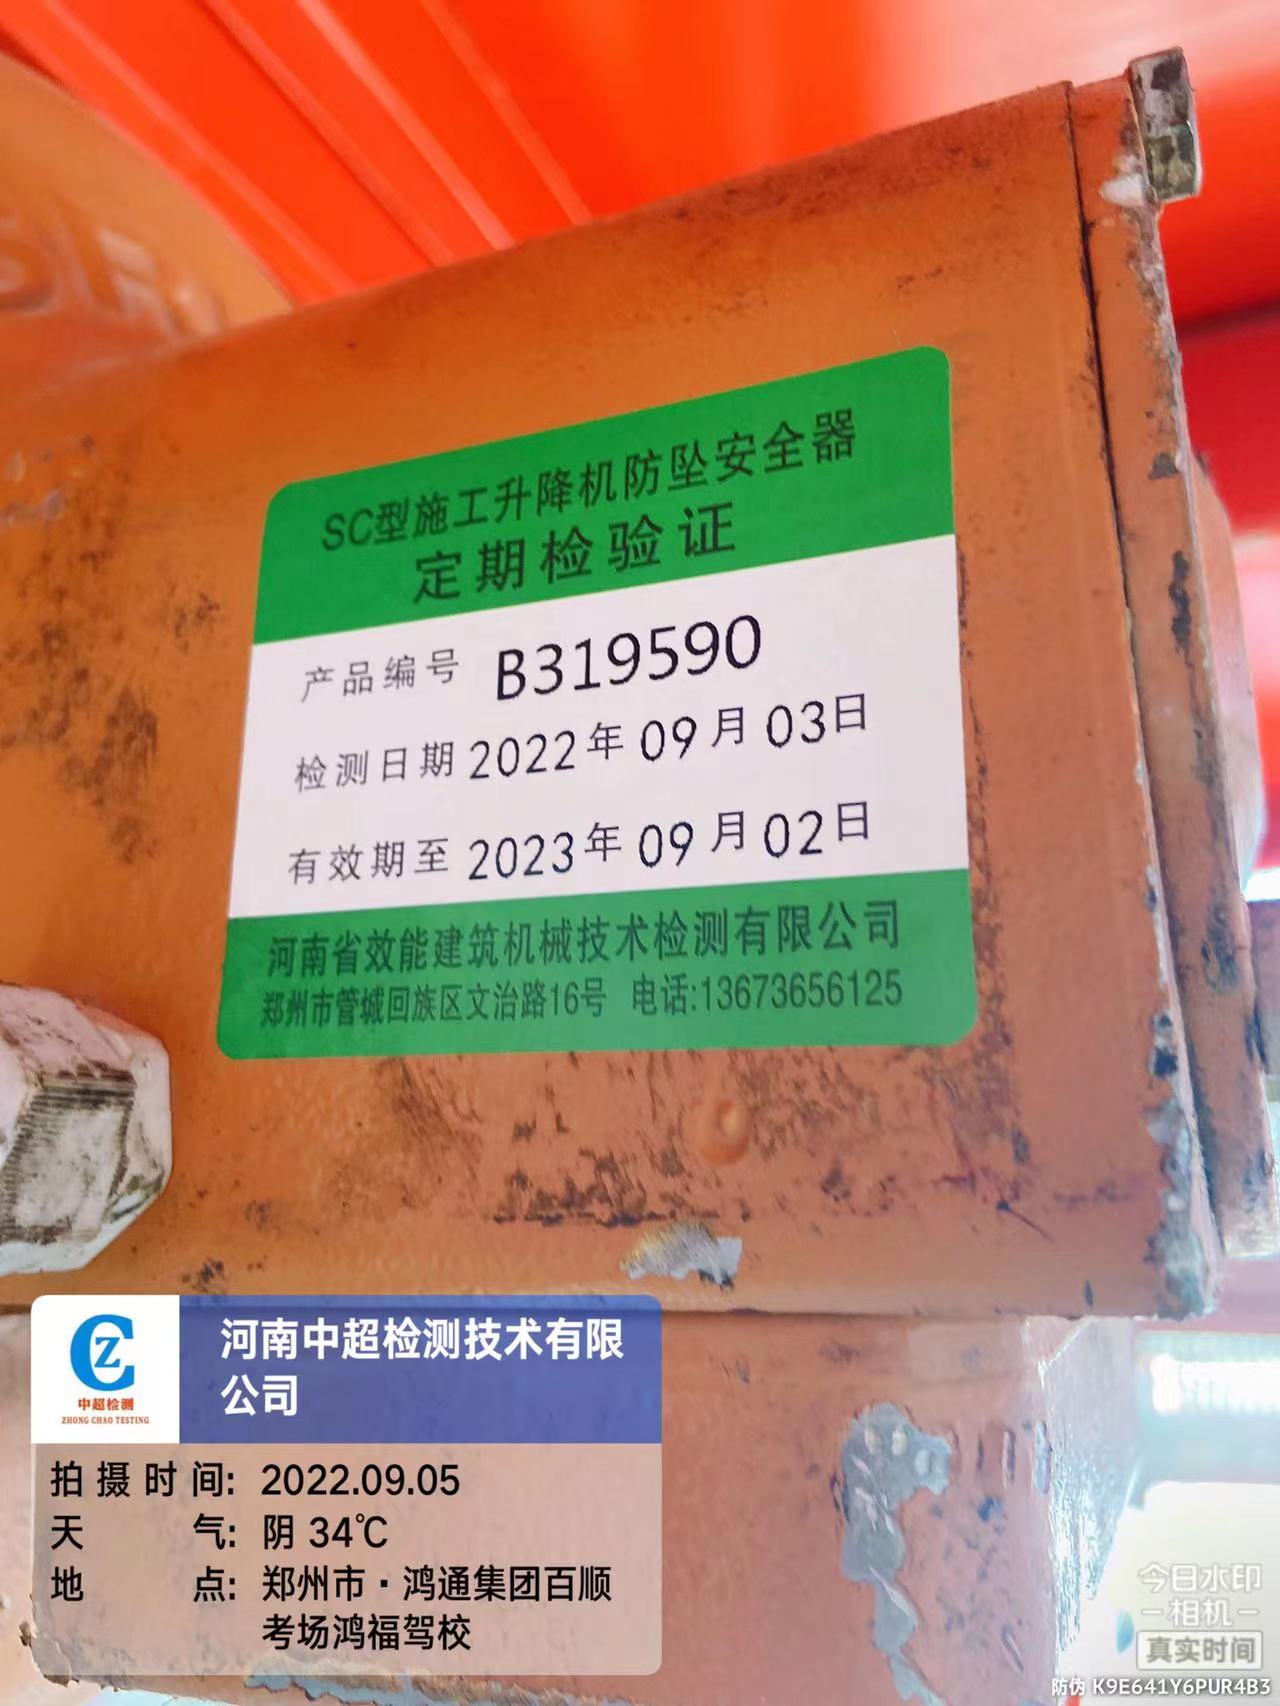 SC型施工升降机防坠安全器
定期检验证
产品编号 B319590
检测日期 2022年09月03日
有效期至 2023年09月02日
河南省效能建筑机械技术检测有限公司
郑州市管城回族区文治路16号 电话:13673656125
CZ
中超检测
ZHONG CHAO TESTING
河南中超检测技术有限
公司
拍摄时间: 2022.09.05
天气: 阴 34℃
地点: 郑州市·鸿通集团百顺
考场鸿福驾校
今日水印
-相机-
真实时间
防伪 K9E641Y6PUR4B3